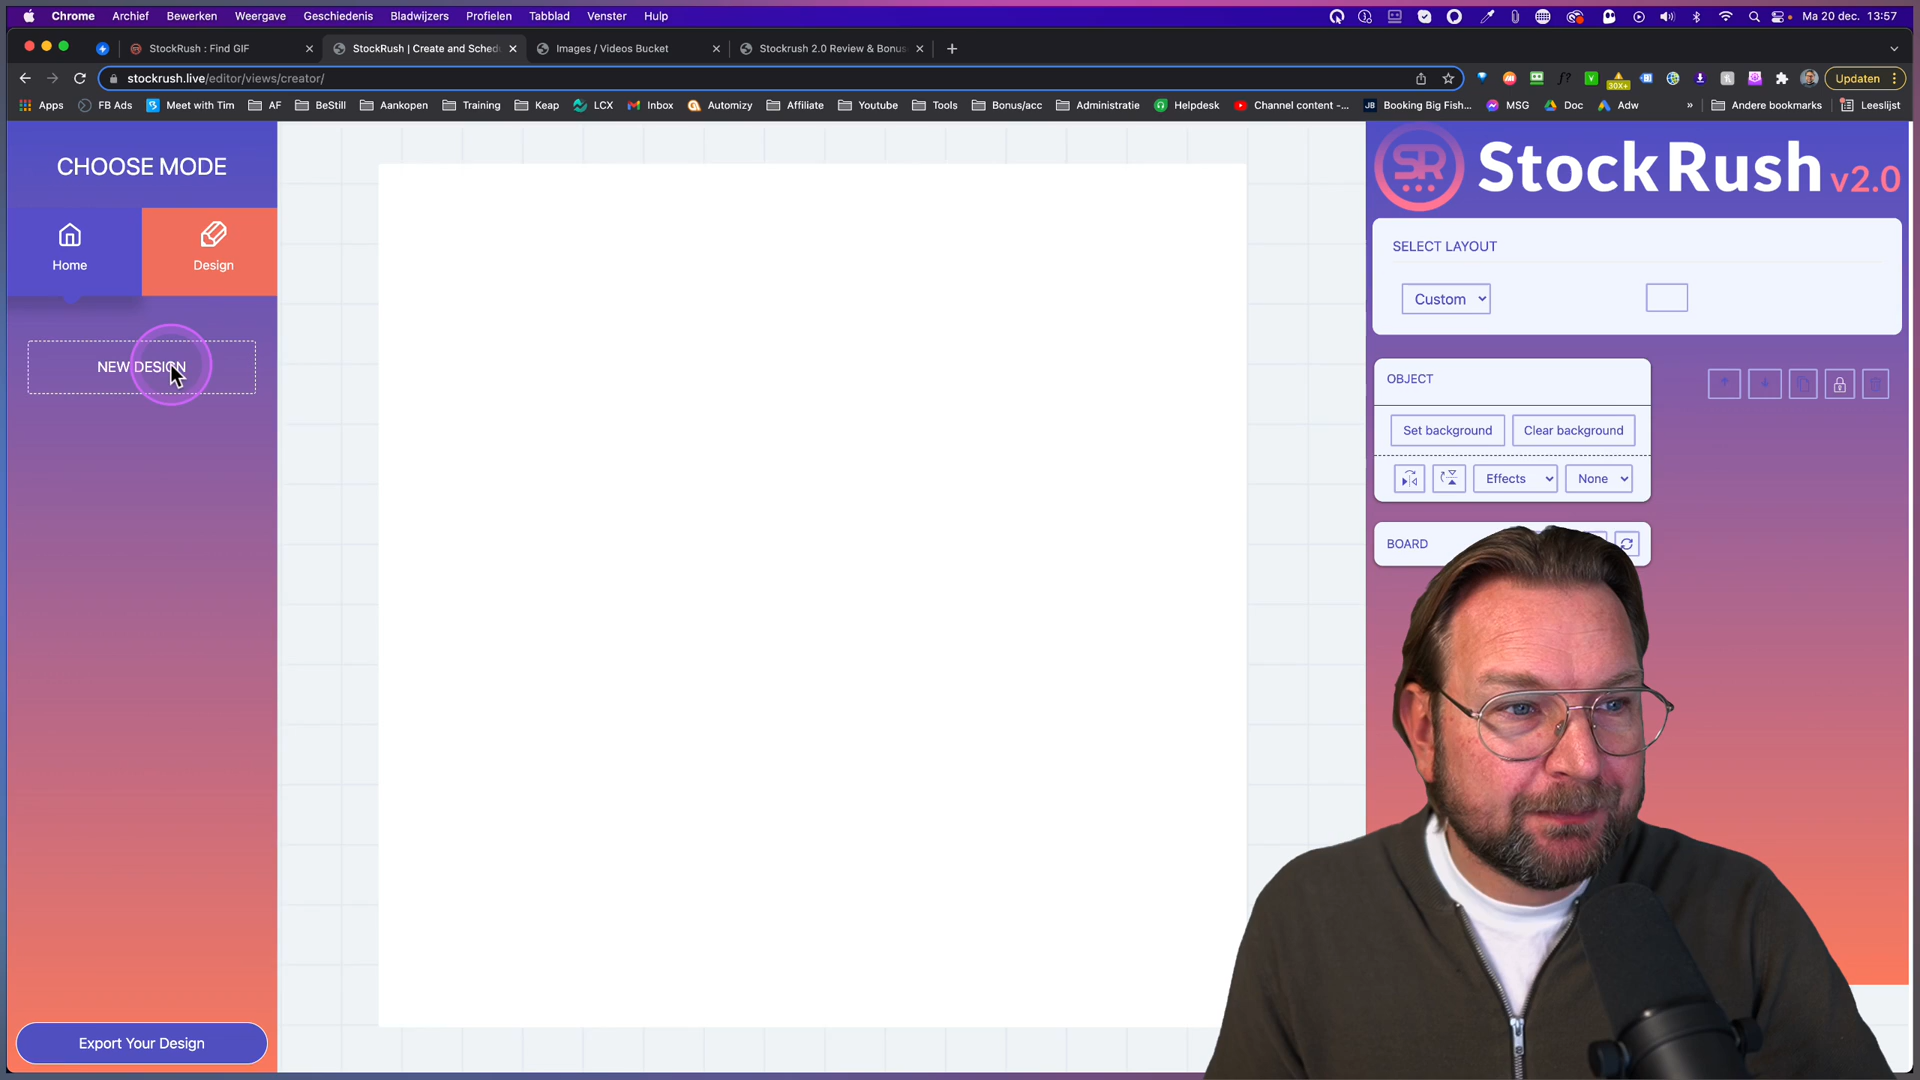 Chrome Archief Bewerken Weergave Geschiedenis Bladwijzers Profielen Tabblad Venster Hulp Ma 20 dec. 13:57
StockRush : Find GIF StockRush | Create and Sched Images / Videos Bucket Stockrush 2.0 Review & Bonus
stockrush.live/editor/views/creator/ 30X+ Updaten
Apps FB Ads Meet with Tim AF BeStill Aankopen Training Keap LCX Inbox Automizy Affiliate Youtube Tools Bonus/acc Administratie Helpdesk Channel content -... JB Booking Big Fish... MSG Doc Adw » Andere bookmarks Leeslijst
CHOOSE MODE
Home Design
NEW DESIGN
Export Your Design
SR StockRush v2.0
SELECT LAYOUT
Custom
OBJECT
Set background Clear background
Effects None
BOARD